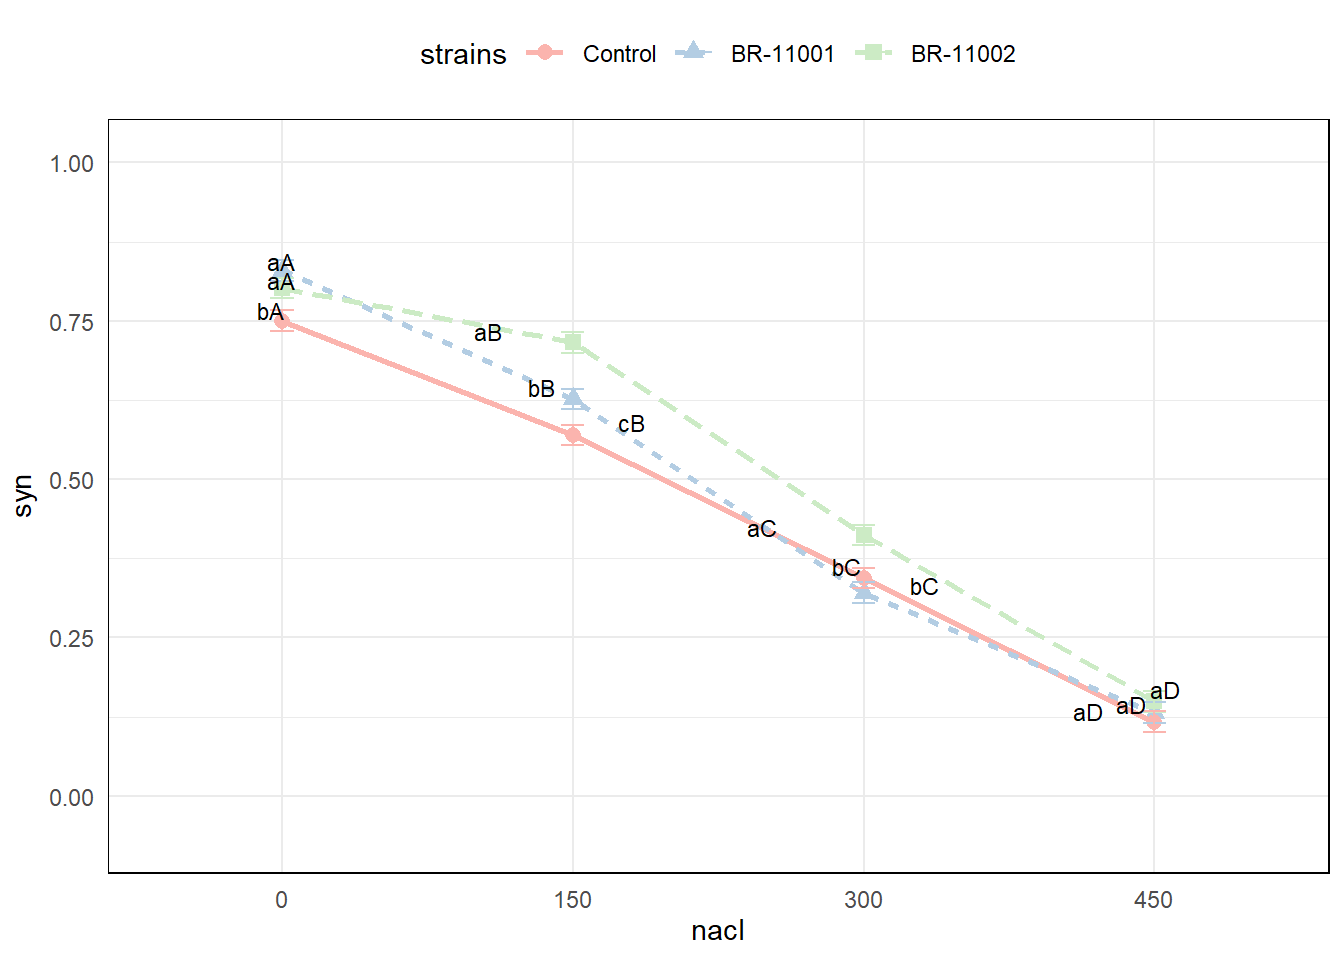 strains Control BR-11001 BR-11002
1.00
aA
aA
bA
0.75
aB
bB
cB
syn
0.50
aC
bC
bC
0.25
aD
aD
aD
0.00
0 150 300 450
nacl